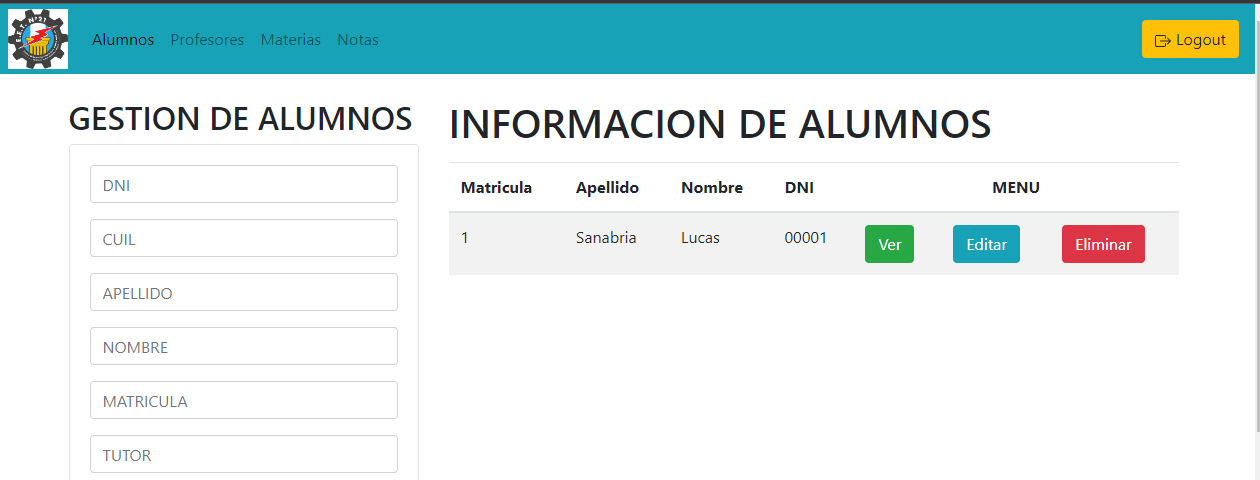 E.E.T. Nº21
Alumnos Profesores Materias Notas Logout
GESTION DE ALUMNOS
DNI
CUIL
APELLIDO
NOMBRE
MATRICULA
TUTOR
INFORMACION DE ALUMNOS
Matricula Apellido Nombre DNI MENU
1 Sanabria Lucas 00001 Ver Editar Eliminar